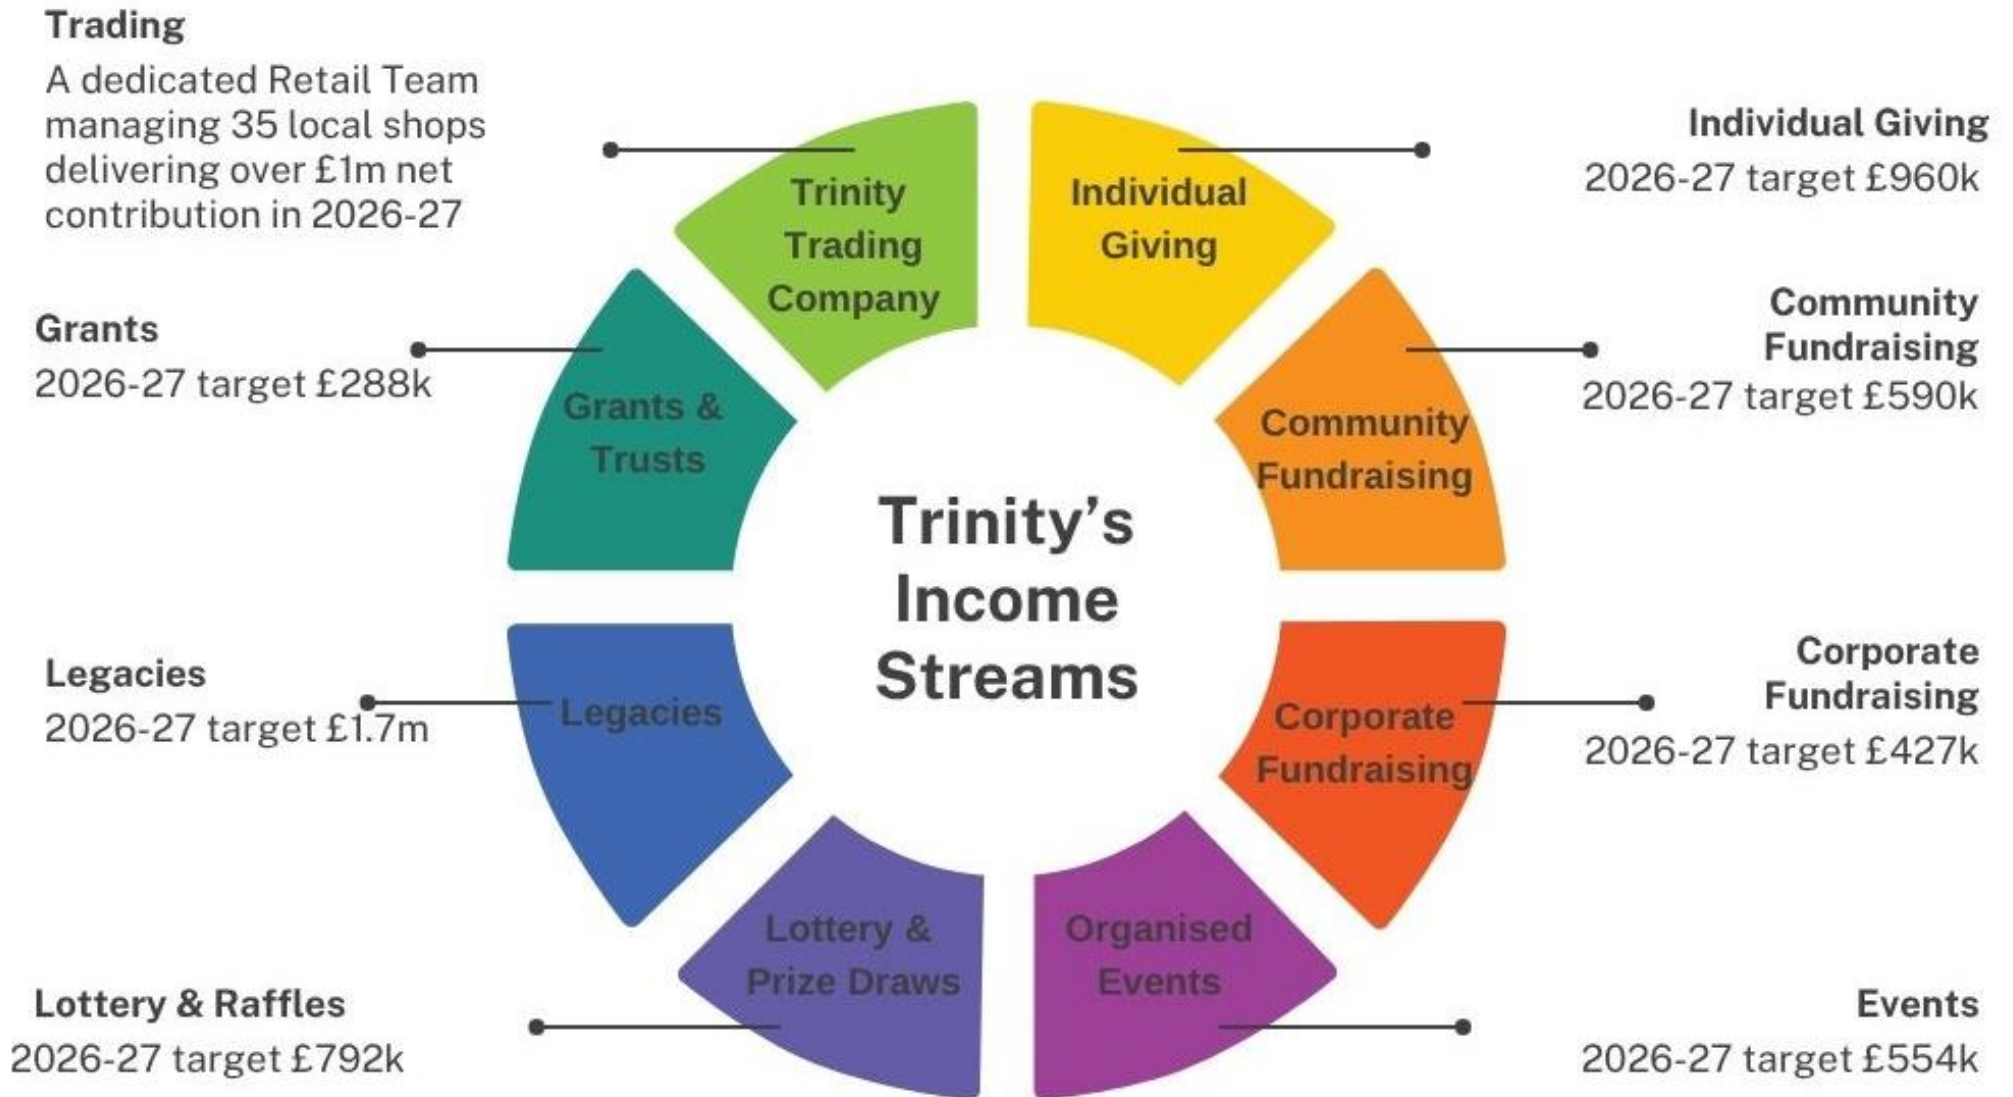 Trading
A dedicated Retail Team
managing 35 local shops
delivering over £1m net
contribution in 2026-27
Grants
2026-27 target £288k
Legacies
2026-27 target £1.7m
Lottery & Raffles
2026-27 target £792k
Trinity
Trading
Company
Individual
Giving
Grants &
Trusts
Community
Fundraising
Trinity’s
Income
Streams
Legacies
Corporate
Fundraising
Lottery &
Prize Draws
Organised
Events
Individual Giving
2026-27 target £960k
Community
Fundraising
2026-27 target £590k
Corporate
Fundraising
2026-27 target £427k
Events
2026-27 target £554k